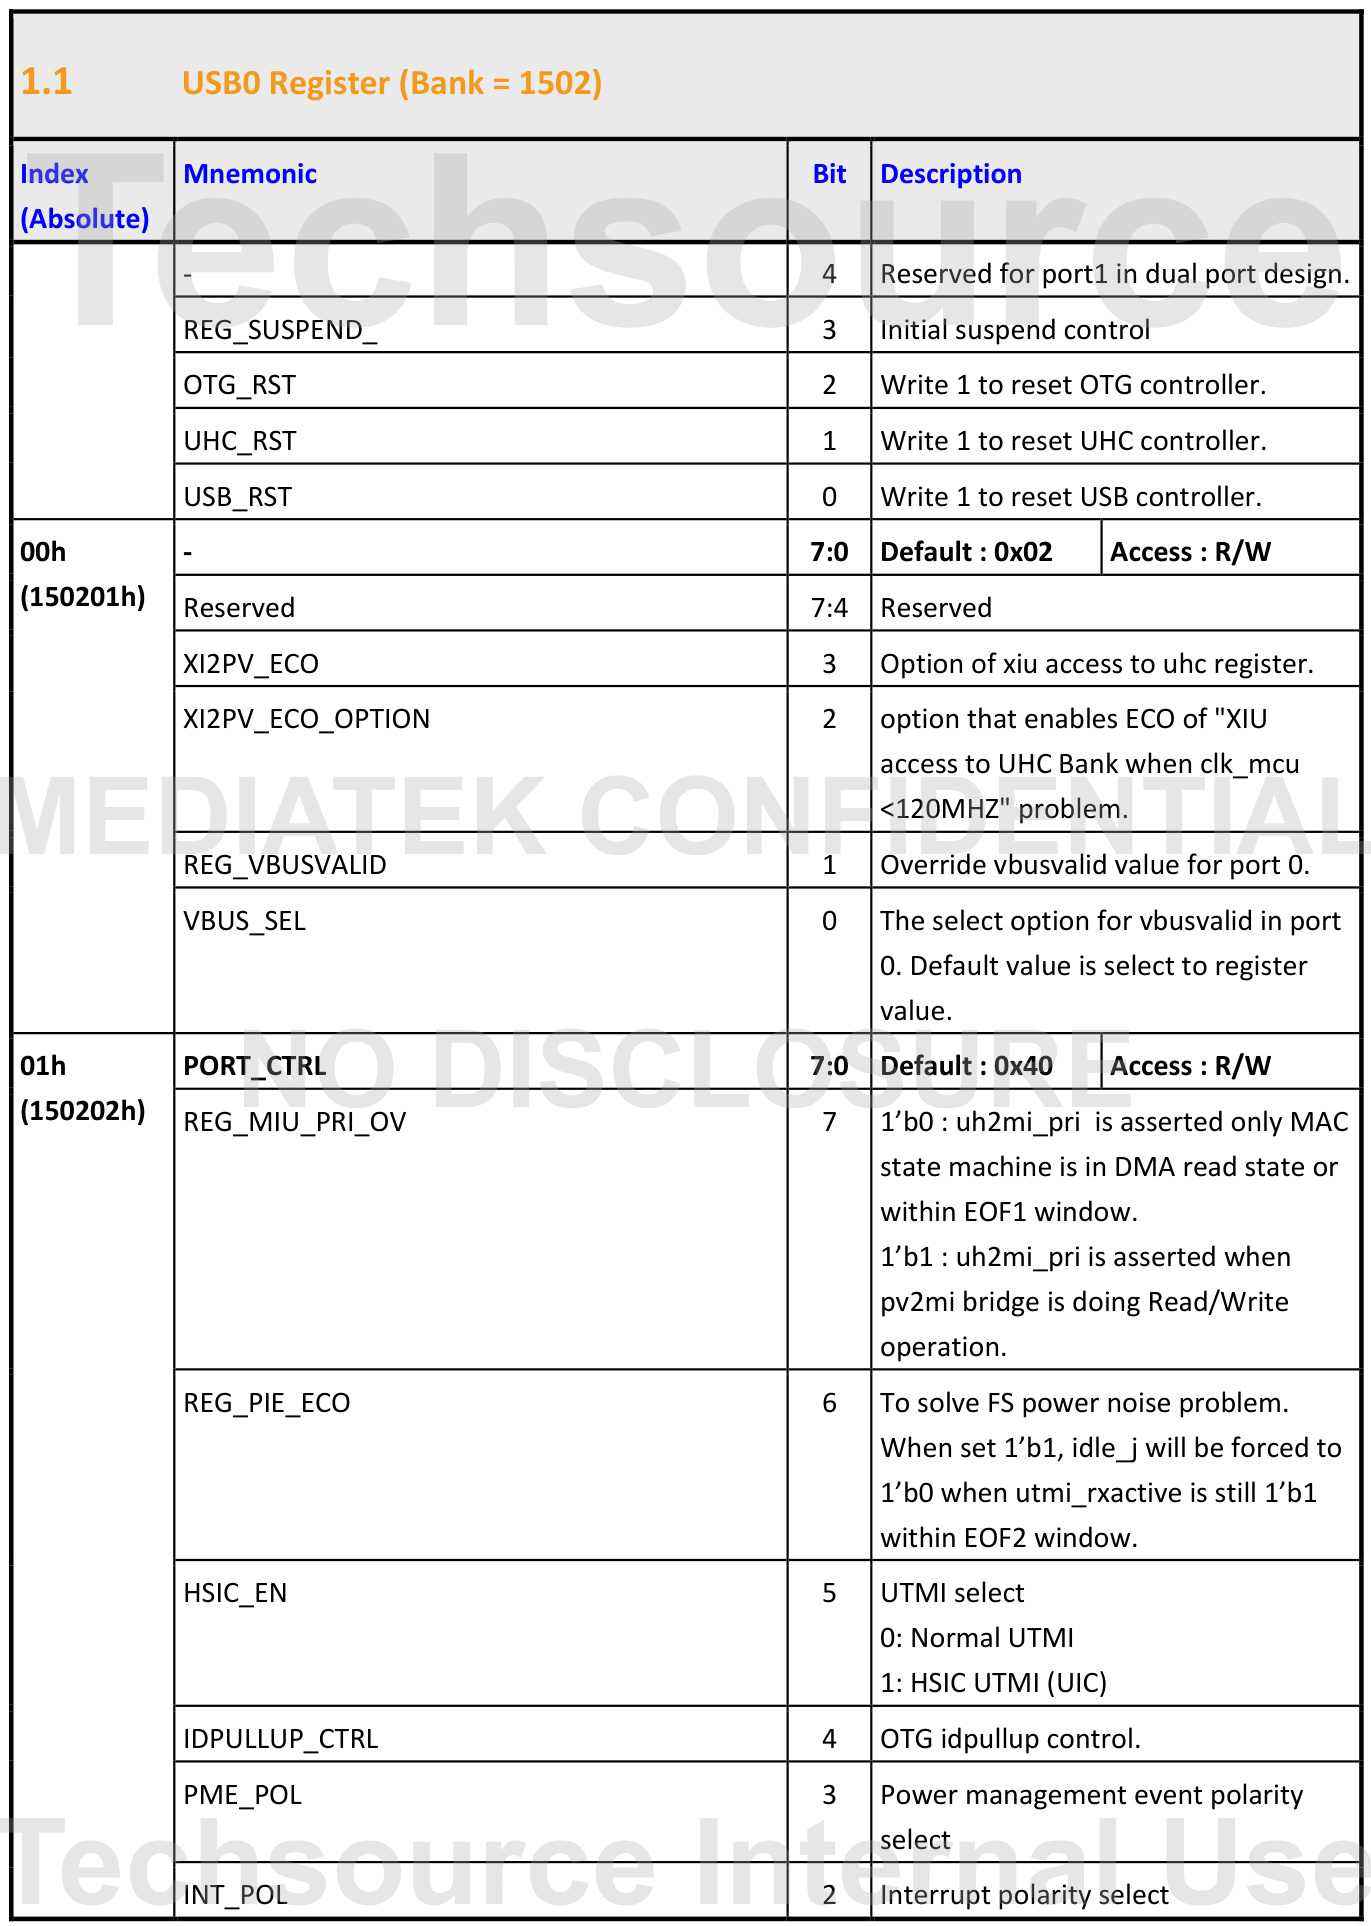 1.1 USB0 Register (Bank = 1502)
Index (Absolute) Mnemonic Bit Description
- 4 Reserved for port1 in dual port design.
REG_SUSPEND_ 3 Initial suspend control
OTG_RST 2 Write 1 to reset OTG controller.
UHC_RST 1 Write 1 to reset UHC controller.
USB_RST 0 Write 1 to reset USB controller.
00h - 7:0 Default : 0x02 Access : R/W
(150201h)
Reserved 7:4 Reserved
XI2PV_ECO 3 Option of xiu access to uhc register.
XI2PV_ECO_OPTION 2 option that enables ECO of "XIU
access to UHC Bank when clk_mcu
<120MHZ" problem.
REG_VBUSVALID 1 Override vbusvalid value for port 0.
VBUS_SEL 0 The select option for vbusvalid in port
0. Default value is select to register
value.
01h PORT_CTRL 7:0 Default : 0x40 Access : R/W
(150202h)
REG_MIU_PRI_OV 7 1’b0 : uh2mi_pri  is asserted only MAC
state machine is in DMA read state or
within EOF1 window.
1’b1 : uh2mi_pri is asserted when
pv2mi bridge is doing Read/Write
operation.
REG_PIE_ECO 6 To solve FS power noise problem.
When set 1’b1, idle_j will be forced to
1’b0 when utmi_rxactive is still 1’b1
within EOF2 window.
HSIC_EN 5 UTMI select
0: Normal UTMI
1: HSIC UTMI (UIC)
IDPULLUP_CTRL 4 OTG idpullup control.
PME_POL 3 Power management event polarity
select
INT_POL 2 Interrupt polarity select
Techsource
MEDIATEK CONFIDENTIAL
NO DISCLOSURE
Techsource Internal Use